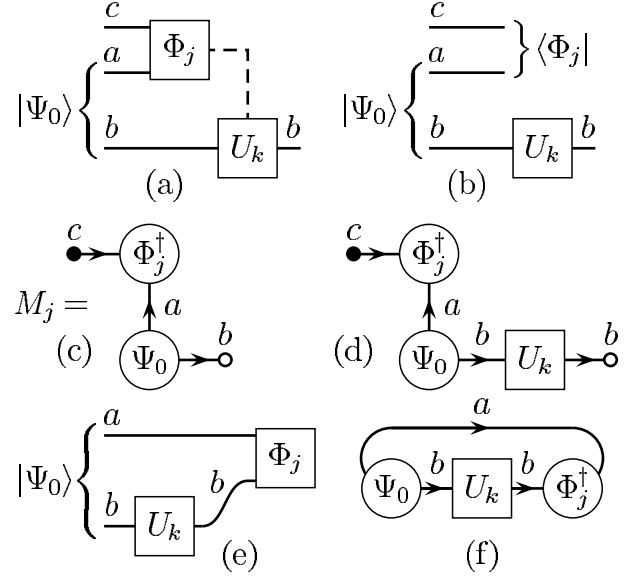 c c
a Φ_j a } ⟨Φ_j|
|Ψ_0⟩ { |Ψ_0⟩ {
b U_k b b U_k b
(a) (b)
c Φ_j^† c Φ_j^†
M_j = a a
(c) Ψ_0 b (d) Ψ_0 b U_k b
a a
|Ψ_0⟩ { Φ_j Ψ_0 b U_k b Φ_j^†
b U_k b
(e) (f)